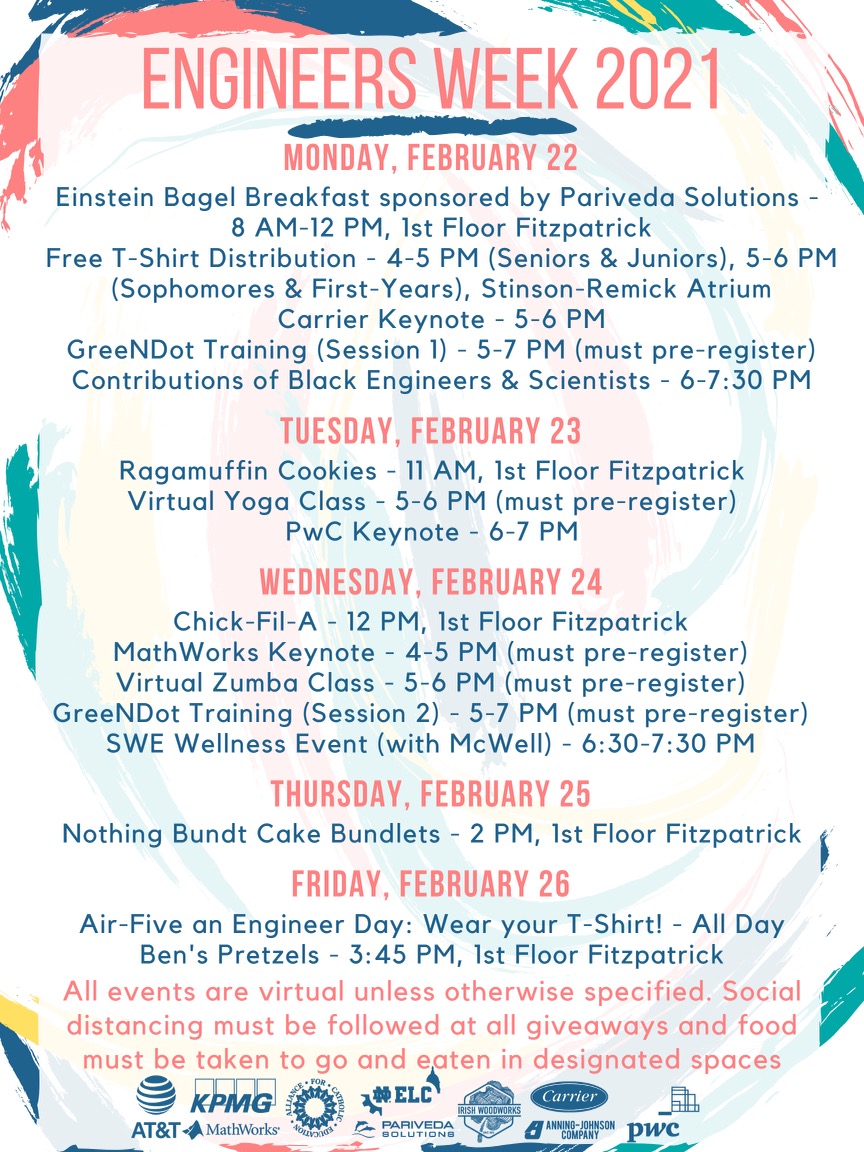 ENGINEERS WEEK 2021
MONDAY, FEBRUARY 22
Einstein Bagel Breakfast sponsored by Pariveda Solutions -
8 AM-12 PM, 1st Floor Fitzpatrick
Free T-Shirt Distribution - 4-5 PM (Seniors & Juniors), 5-6 PM
(Sophomores & First-Years), Stinson-Remick Atrium
Carrier Keynote - 5-6 PM
GreeNDot Training (Session 1) - 5-7 PM (must pre-register)
Contributions of Black Engineers & Scientists - 6-7:30 PM
TUESDAY, FEBRUARY 23
Ragamuffin Cookies - 11 AM, 1st Floor Fitzpatrick
Virtual Yoga Class - 5-6 PM (must pre-register)
PwC Keynote - 6-7 PM
WEDNESDAY, FEBRUARY 24
Chick-Fil-A - 12 PM, 1st Floor Fitzpatrick
MathWorks Keynote - 4-5 PM (must pre-register)
Virtual Zumba Class - 5-6 PM (must pre-register)
GreeNDot Training (Session 2) - 5-7 PM (must pre-register)
SWE Wellness Event (with McWell) - 6:30-7:30 PM
THURSDAY, FEBRUARY 25
Nothing Bundt Cake Bundlets - 2 PM, 1st Floor Fitzpatrick
FRIDAY, FEBRUARY 26
Air-Five an Engineer Day: Wear your T-Shirt! - All Day
Ben's Pretzels - 3:45 PM, 1st Floor Fitzpatrick
All events are virtual unless otherwise specified. Social
distancing must be followed at all giveaways and food
must be taken to go and eaten in designated spaces
AT&T
KPMG
MathWorks
ALLIANCE · FOR · CATHOLIC EDUCATION
ND ELC
PARIVEDA
SOLUTIONS
IRISH WOODWORKS
Carrier
ANNING-JOHNSON
COMPANY
pwc